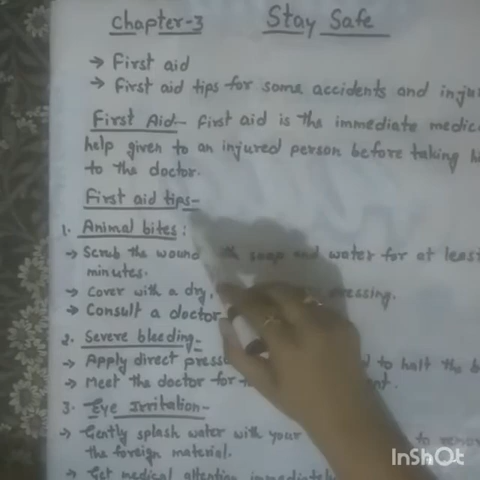 Chapter-3 Stay Safe
→ First aid
→ First aid tips for some accidents and
First Aid- First aid is the immediate
help given to an injured person before taking
to the doctor.
First aid tips-
1. Animal bites:
→ Scrub the wound soap and water for at least
minutes.
→ Cover with a dry,
→ Consult a doctor
2. Severe bleeding-
→ Apply direct to halt the
→ Meet the doctor for
3. Eye Irritation-
→ Gently splash water with your to
the foreign material.
→ Get medical attention
InShOt